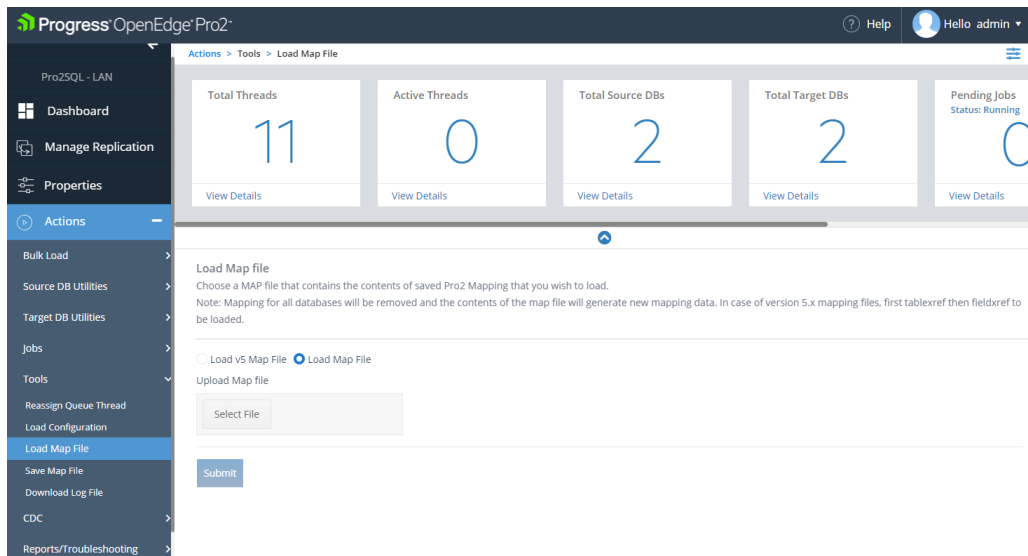 Progress® OpenEdge® Pro2™
? Help
Hello admin
Pro2SQL - LAN
Dashboard
Manage Replication
Properties
Actions
Bulk Load
Source DB Utilities
Target DB Utilities
Jobs
Tools
Reassign Queue Thread
Load Configuration
Load Map File
Save Map File
Download Log File
CDC
Reports/Troubleshooting
Actions > Tools > Load Map File
Total Threads
11
View Details
Active Threads
0
View Details
Total Source DBs
2
View Details
Total Target DBs
2
View Details
Pending Jobs
Status: Running
0
View Details
Load Map file
Choose a MAP file that contains the contents of saved Pro2 Mapping that you wish to load.
Note: Mapping for all databases will be removed and the contents of the map file will generate new mapping data. In case of version 5.x mapping files, first tablexref then fieldxref to
be loaded.
Load v5 Map File Load Map File
Upload Map file
Select File
Submit